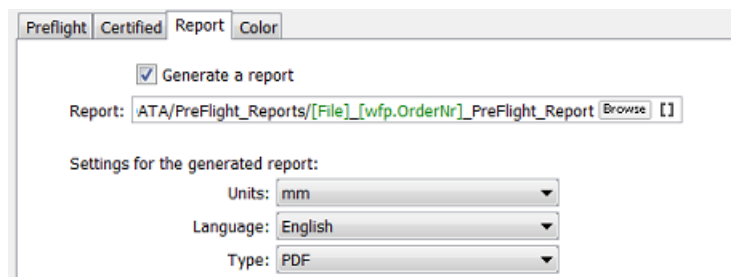 Preflight Certified Report Color
Generate a report
Report: ATA/PreFlight_Reports/[File]_[wfp.OrderNr]_PreFlight_Report Browse []
Settings for the generated report:
Units: mm
Language: English
Type: PDF